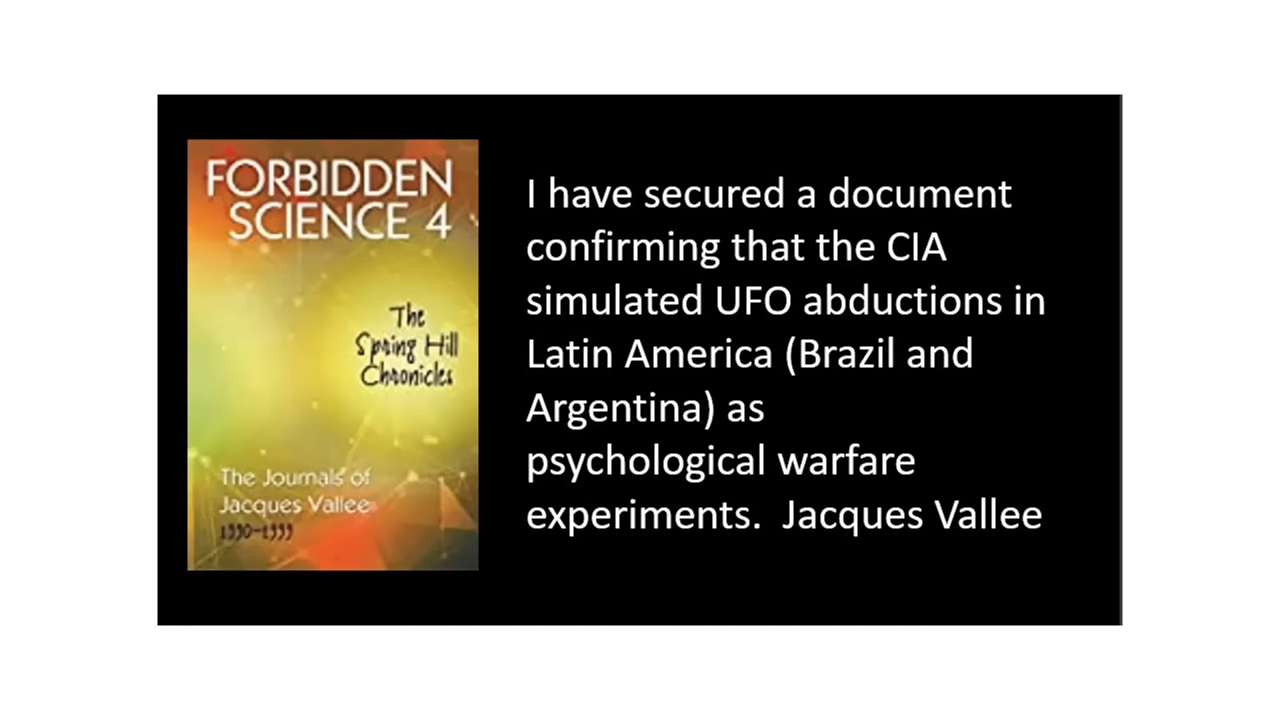 FORBIDDEN
SCIENCE 4
The
Spring Hill
Chronicles
The Journals of
Jacques Vallee
1990-1999
I have secured a document
confirming that the CIA
simulated UFO abductions in
Latin America (Brazil and
Argentina) as
psychological warfare
experiments.  Jacques Vallee